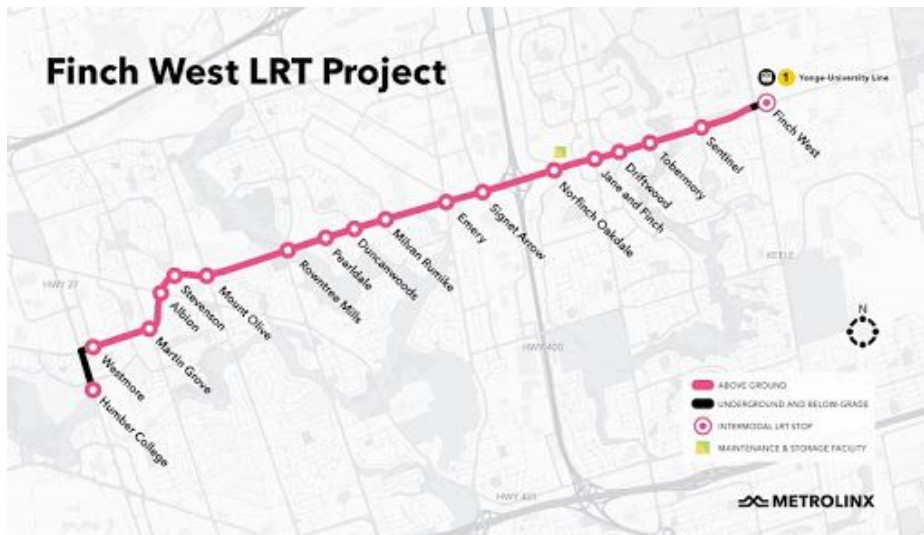 Finch West LRT Project
1 Yonge-University Line
Finch West
Sentinel
Tobermory
Driftwood
Jane and Finch
Norfinch Oakdale
Signet Arrow
Emery
Milvan Rumike
Duncanwoods
Pearldale
Rowntree Mills
Mount Olive
Stevenson
Albion
Martin Grove
Westmore
Humber College
HWY 27
KEELE
HWY 400
HWY 401
N
ABOVE GROUND
UNDERGROUND AND BELOW-GRADE
INTERMODAL LRT STOP
MAINTENANCE & STORAGE FACILITY
METROLINX